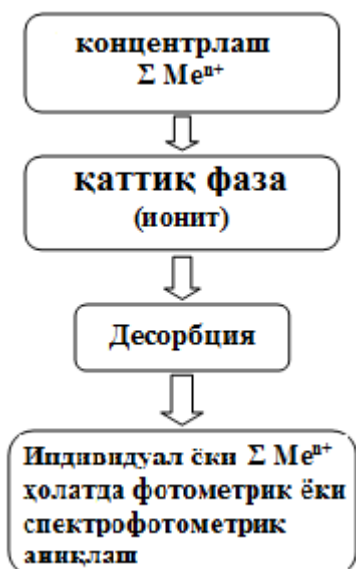 концентрлаш
Σ Meⁿ⁺
қаттиқ фаза
(ионит)
Десорбция
Индивидуал ёки Σ Meⁿ⁺
ҳолатда фотометрик ёки
спектрофотометрик
аниқлаш